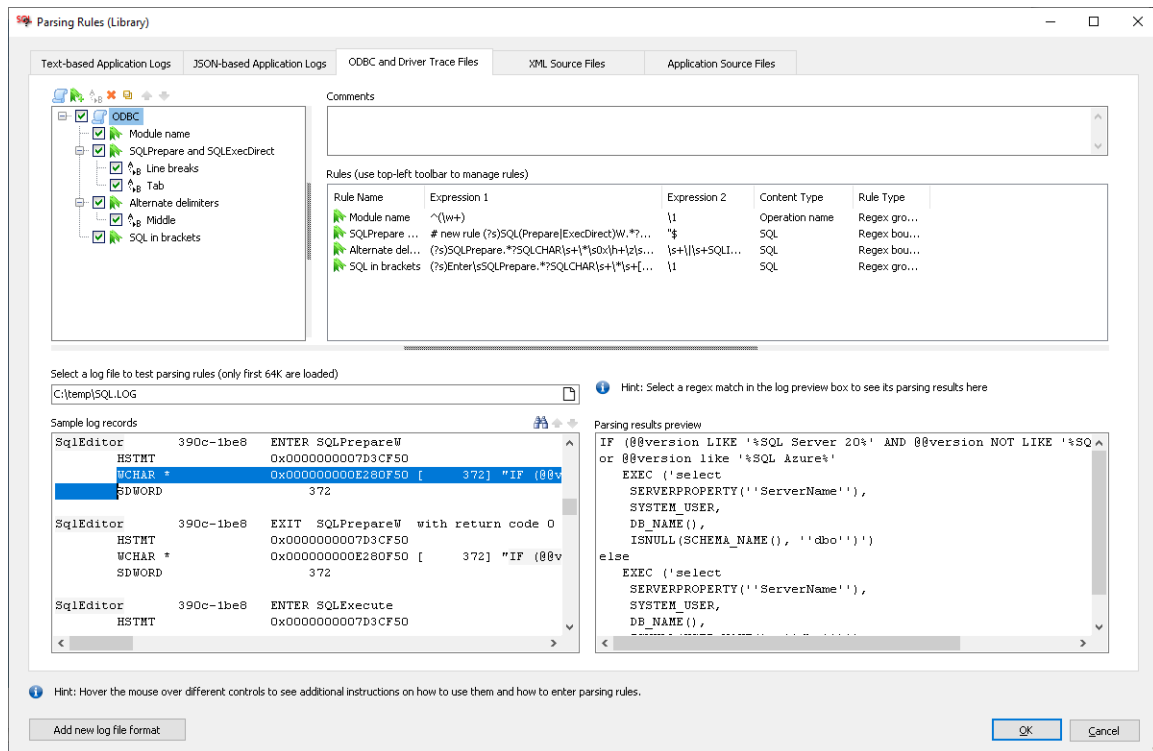 SQL Parsing Rules (Library)
Text-based Application Logs
JSON-based Application Logs
ODBC and Driver Trace Files
XML Source Files
Application Source Files
ODBC
Module name
SQLPrepare and SQLExecDirect
Line breaks
Tab
Alternate delimiters
Middle
SQL in brackets
Comments
Rules (use top-left toolbar to manage rules)
Rule Name Expression 1 Expression 2 Content Type Rule Type
Module name ^(\w+) \1 Operation name Regex gro...
SQLPrepare ... # new rule (?s)SQL(Prepare|ExecDirect)W.*?... "$ SQL Regex bou...
Alternate del... (?s)SQLPrepare.*?SQLCHAR\s+\*\s0x\h+\z\s... \s+\|\s+SQLI... SQL Regex bou...
SQL in brackets (?s)Enter\sSQLPrepare.*?SQLCHAR\s+\*\s+[... \1 SQL Regex gro...
Select a log file to test parsing rules (only first 64K are loaded)
C:\temp\SQL.LOG
Hint: Select a regex match in the log preview box to see its parsing results here
Sample log records
SqlEditor 390c-1be8 ENTER SQLPrepareW
HSTMT 0x0000000007D3CF50
WCHAR * 0x000000000E280F50 [ 372] "IF (@@v
SDWORD 372
SqlEditor 390c-1be8 EXIT SQLPrepareW with return code 0
HSTMT 0x0000000007D3CF50
WCHAR * 0x000000000E280F50 [ 372] "IF (@@v
SDWORD 372
SqlEditor 390c-1be8 ENTER SQLExecute
HSTMT 0x0000000007D3CF50
Parsing results preview
IF (@@version LIKE '%SQL Server 20%' AND @@version NOT LIKE '%SQ
or @@version like '%SQL Azure%'
EXEC ('select
SERVERPROPERTY(''ServerName''),
SYSTEM_USER,
DB_NAME(),
ISNULL(SCHEMA_NAME(), ''dbo'')')
else
EXEC ('select
SERVERPROPERTY(''ServerName''),
SYSTEM_USER,
DB_NAME(),
Hint: Hover the mouse over different controls to see additional instructions on how to use them and how to enter parsing rules.
Add new log file format
OK
Cancel